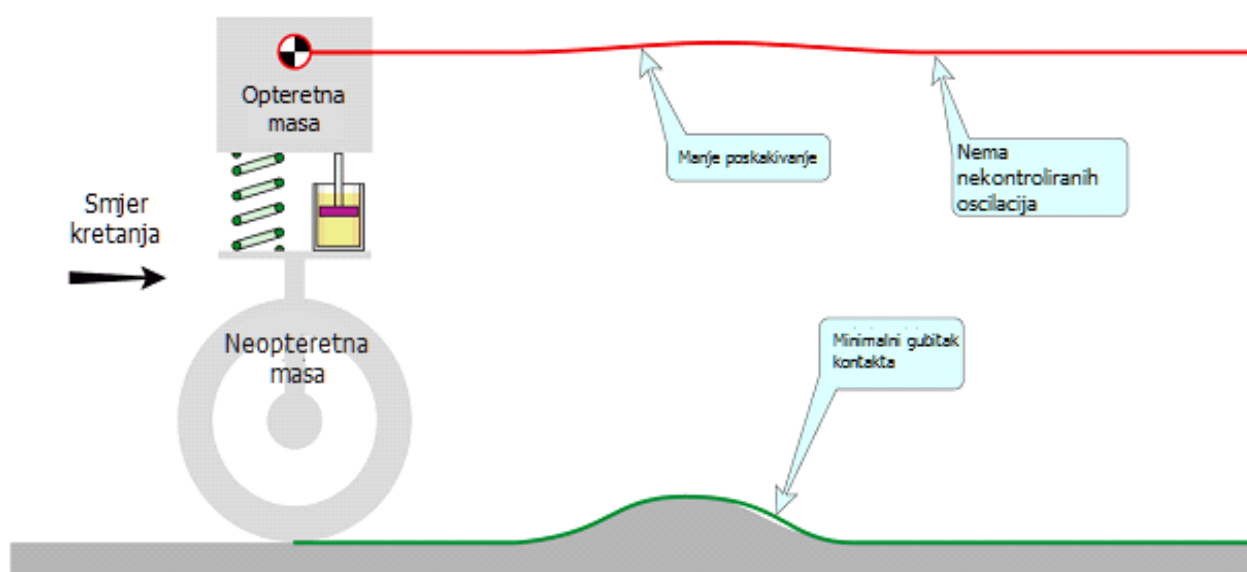 Opteretna
masa
Manje poskakivanje
Nema
nekontroliranih
oscilacija
Smjer
kretanja
Neopteretna
masa
Minimalni gubitak
kontakta